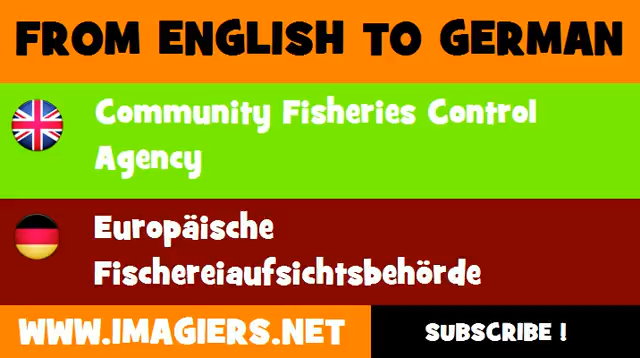 FROM ENGLISH TO GERMAN
Community Fisheries Control
Agency
Europäische
Fischereiaufsichtsbehörde
WWW.IMAGIERS.NET
SUBSCRIBE !